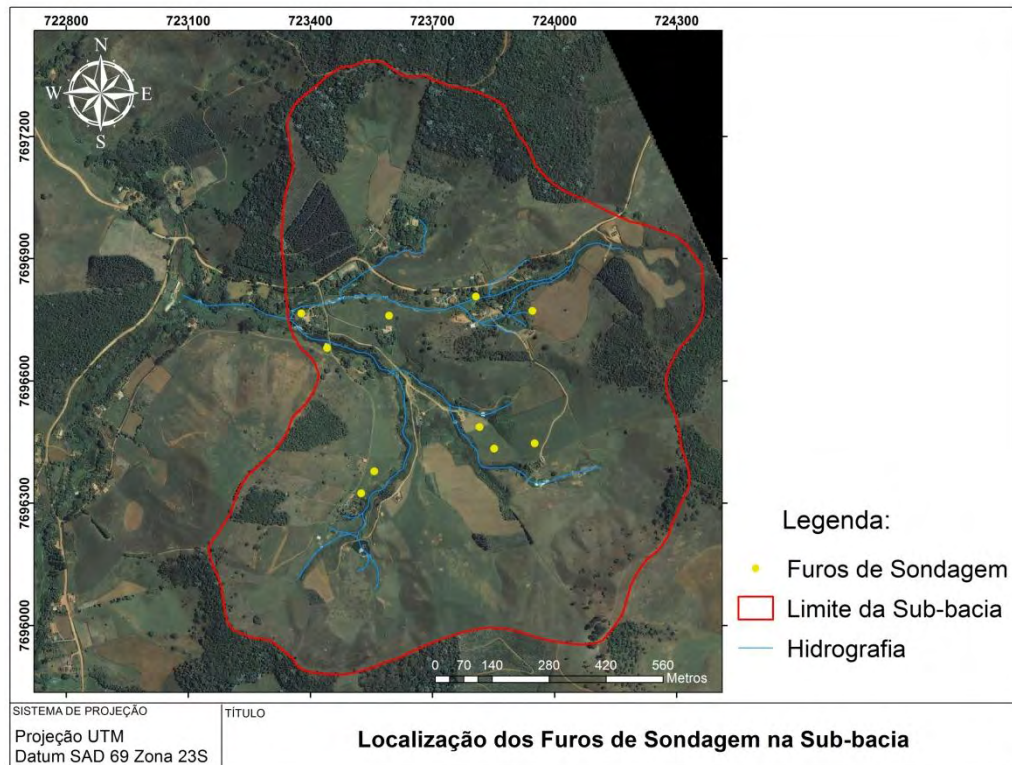 722800 723100 723400 723700 724000 724300
N
W E
S
7697200
7696900
7696600
7696300
7696000
Legenda:
Furos de Sondagem
Limite da Sub-bacia
Hidrografia
0 70 140 280 420 560
Metros
SISTEMA DE PROJEÇÃO
Projeção UTM
Datum SAD 69 Zona 23S
TÍTULO
Localização dos Furos de Sondagem na Sub-bacia